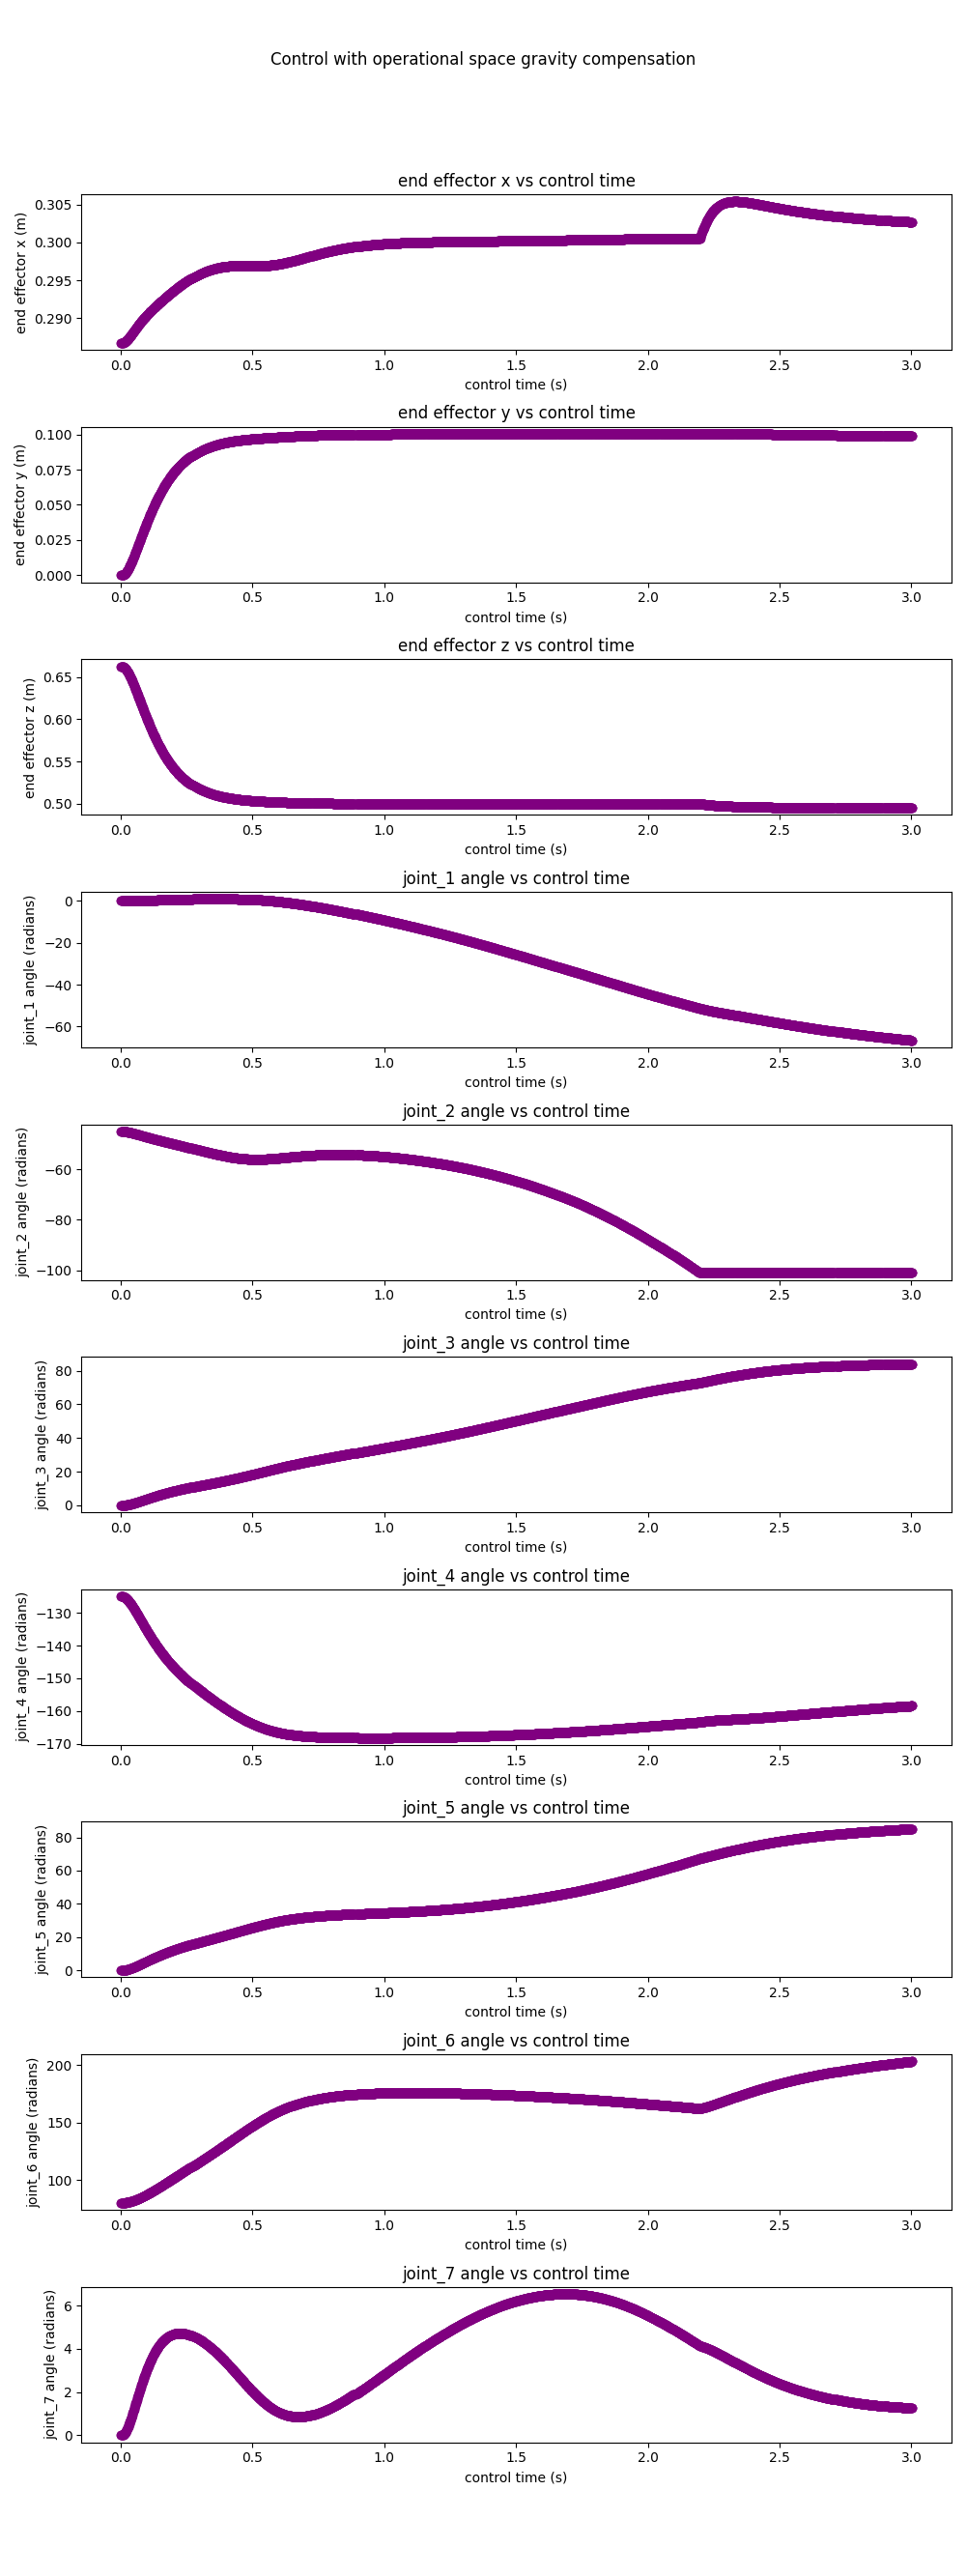 Control with operational space gravity compensation
end effector x vs control time
end effector x (m)
0.305
0.300
0.295
0.290
0.0 0.5 1.0 1.5 2.0 2.5 3.0
control time (s)
end effector y vs control time
end effector y (m)
0.100
0.075
0.050
0.025
0.000
0.0 0.5 1.0 1.5 2.0 2.5 3.0
control time (s)
end effector z vs control time
end effector z (m)
0.65
0.60
0.55
0.50
0.0 0.5 1.0 1.5 2.0 2.5 3.0
control time (s)
joint_1 angle vs control time
joint_1 angle (radians)
0
−20
−40
−60
0.0 0.5 1.0 1.5 2.0 2.5 3.0
control time (s)
joint_2 angle vs control time
joint_2 angle (radians)
−60
−80
−100
0.0 0.5 1.0 1.5 2.0 2.5 3.0
control time (s)
joint_3 angle vs control time
joint_3 angle (radians)
80
60
40
20
0
0.0 0.5 1.0 1.5 2.0 2.5 3.0
control time (s)
joint_4 angle vs control time
joint_4 angle (radians)
−130
−140
−150
−160
−170
0.0 0.5 1.0 1.5 2.0 2.5 3.0
control time (s)
joint_5 angle vs control time
joint_5 angle (radians)
80
60
40
20
0
0.0 0.5 1.0 1.5 2.0 2.5 3.0
control time (s)
joint_6 angle vs control time
joint_6 angle (radians)
200
150
100
0.0 0.5 1.0 1.5 2.0 2.5 3.0
control time (s)
joint_7 angle vs control time
joint_7 angle (radians)
6
4
2
0
0.0 0.5 1.0 1.5 2.0 2.5 3.0
control time (s)